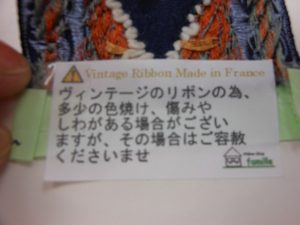 Vintage Ribbon Made in France
ヴィンテージのリボンの為、
多少の色焼け、傷みや
しわがある場合がござい
ますが、その場合はご容赦
くださいませ
famille